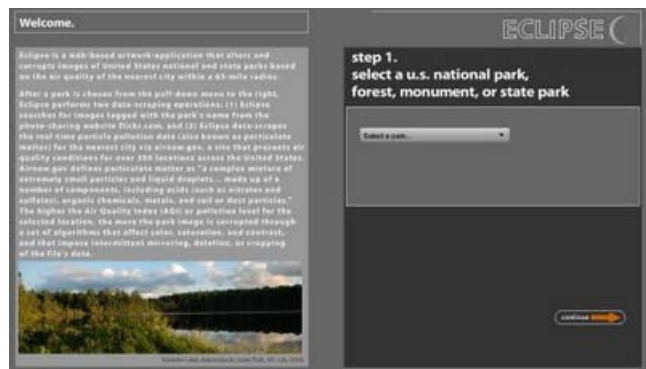 Welcome.
Eclipse is a web-based artwork-application that alters and
corrupts images of United States national and state parks based
on the air quality of the nearest city within a 65-mile radius.
After a park is chosen from the pull-down menu to the right,
Eclipse performs two data-scraping operations: (1) Eclipse
searches for images tagged with the park's name from the
photo-sharing website flickr.com, and (2) Eclipse data-scrapes
the real-time particle pollution data (also known as particulate
matter) for the nearest city via airnow.gov, a site that presents air
quality conditions for over 300 locations across the United States.
Airnow.gov defines particulate matter as "a complex mixture of
extremely small particles and liquid droplets... made up of a
number of components, including acids (such as nitrates and
sulfates), organic chemicals, metals, and soil or dust particles."
The higher the Air Quality Index (AQI) or pollution level for the
selected location, the more the park image is corrupted through
a set of algorithms that affect color, saturation, and contrast,
and that impose intermittent mirroring, deletion, or cropping
of the file's data.
ECLIPSE
step 1.
select a u.s. national park,
forest, monument, or state park
Select a park...
continue